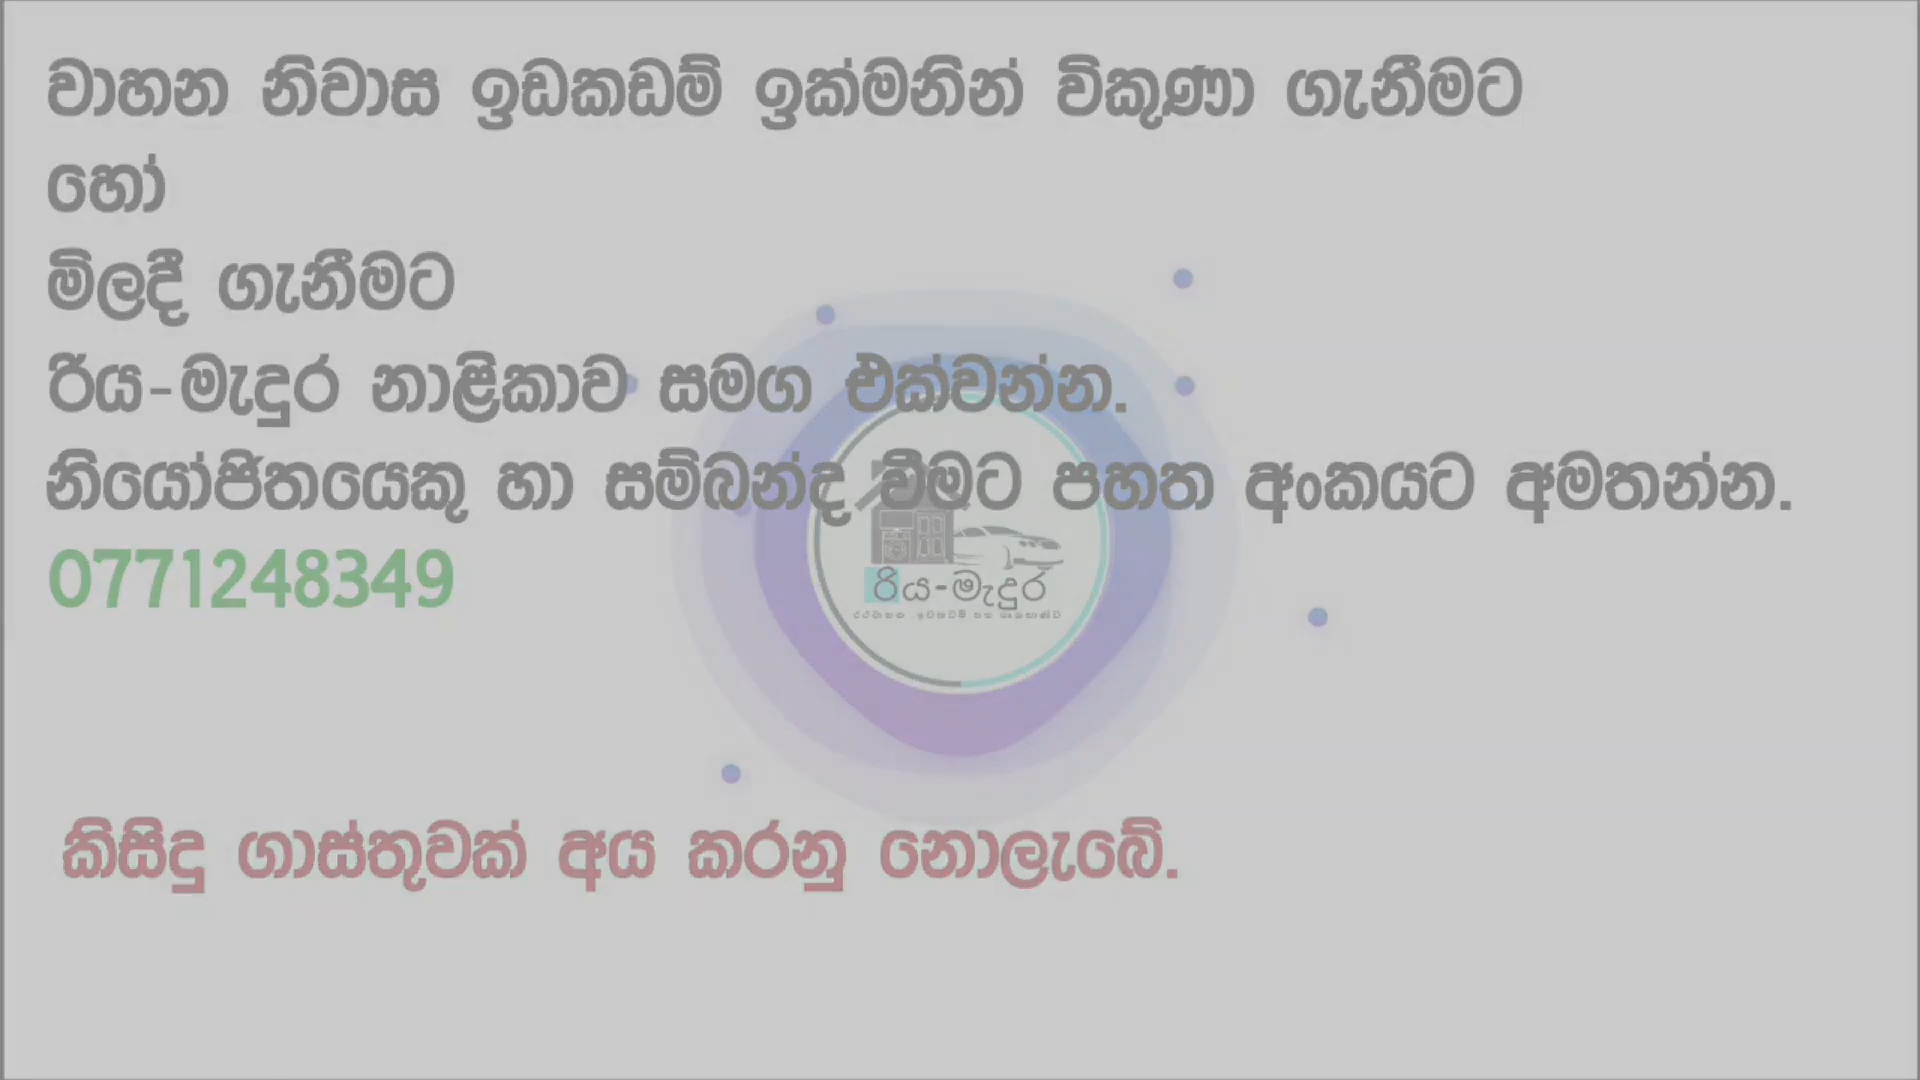 වාහන නිවාස ඉඩකඩම් ඉක්මනින් විකුණා ගැනීමට
හෝ
මිලදී ගැනීමට
රිය-මැදුර නාළිකාව සමග එක්වන්න.
නියෝජිතයෙකු හා සම්බන්ද වීමට පහත අංකයට අමතන්න.
0771248349
රිය-මැදුර
කිසිදු ගාස්තුවක් අය කරනු නොලැබේ.